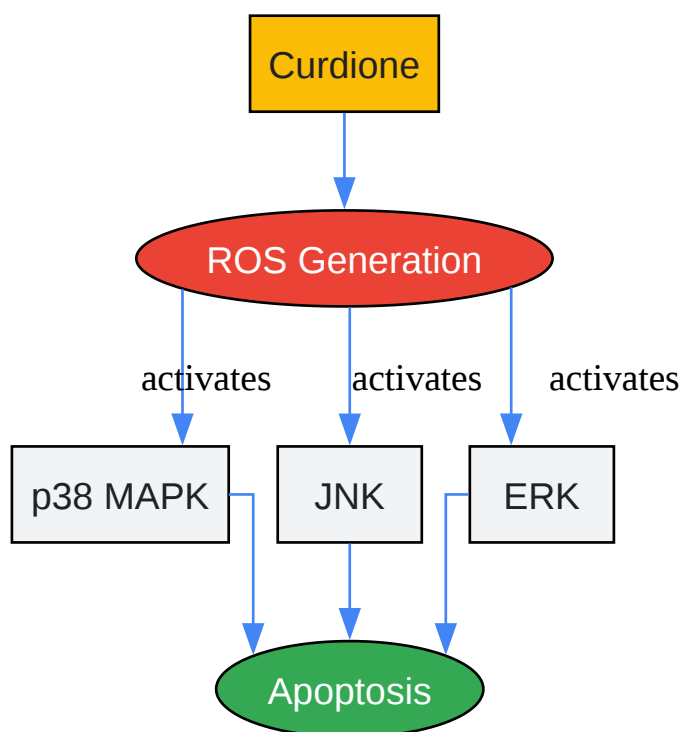 Curdione
ROS Generation
activates activates activates
p38 MAPK JNK ERK
Apoptosis